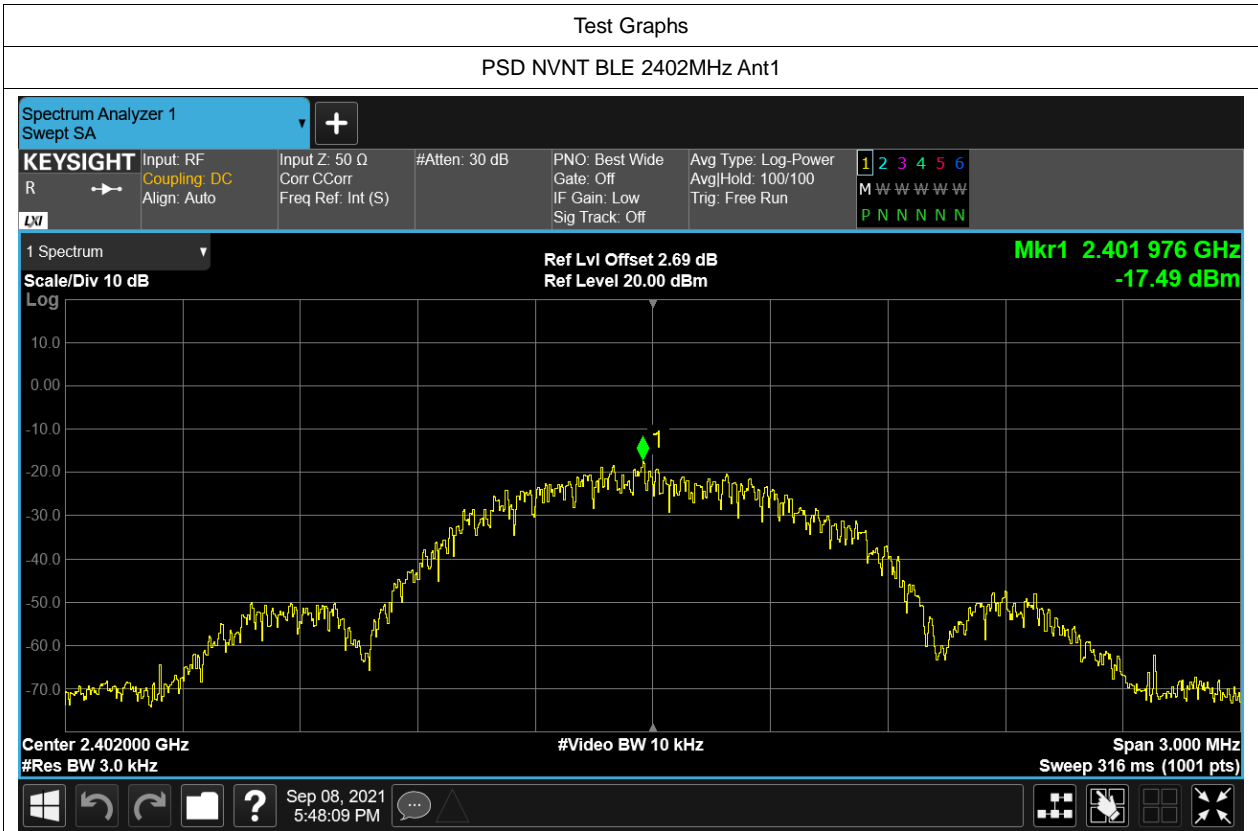 Test Graphs
PSD NVNT BLE 2402MHz Ant1
Spectrum Analyzer 1
Swept SA
KEYSIGHT
R
LXI
Input: RF
Coupling: DC
Align: Auto
Input Z: 50 Ω
Corr CCorr
Freq Ref: Int (S)
#Atten: 30 dB
PNO: Best Wide
Gate: Off
IF Gain: Low
Sig Track: Off
Avg Type: Log-Power
Avg|Hold: 100/100
Trig: Free Run
1 2 3 4 5 6
M W W W W W
P N N N N N
1 Spectrum
Scale/Div 10 dB
Ref Lvl Offset 2.69 dB
Ref Level 20.00 dBm
Mkr1 2.401 976 GHz
-17.49 dBm
Log
10.0
0.00
-10.0
-20.0
-30.0
-40.0
-50.0
-60.0
-70.0
1
Center 2.402000 GHz
#Video BW 10 kHz
Span 3.000 MHz
#Res BW 3.0 kHz
Sweep 316 ms (1001 pts)
?
Sep 08, 2021
5:48:09 PM